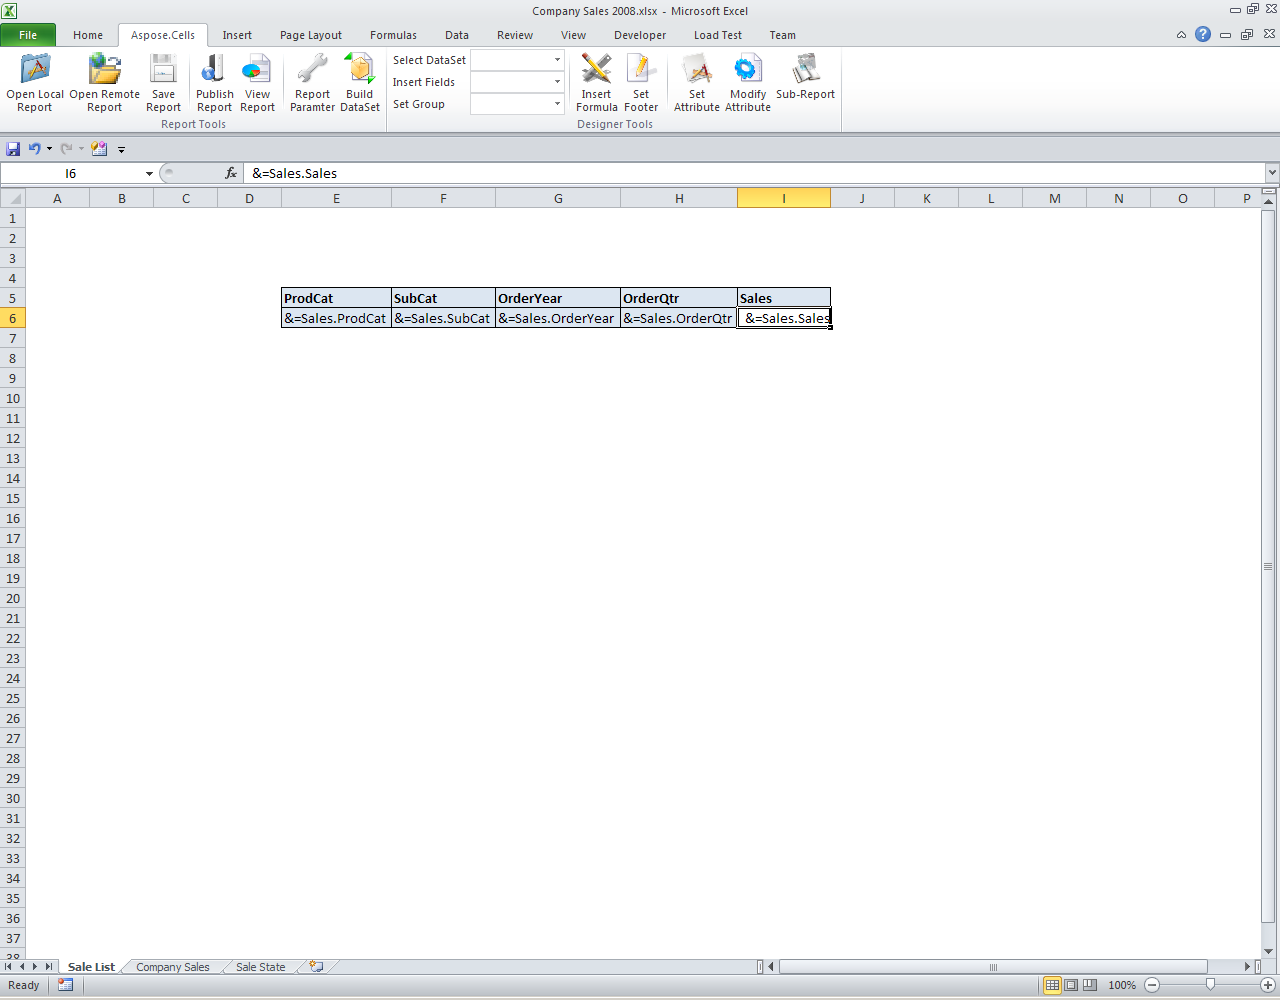 Company Sales 2008.xlsx - Microsoft Excel
File Home Aspose.Cells Insert Page Layout Formulas Data Review View Developer Load Test Team
Open Local Report
Open Remote Report
Save Report
Publish Report
View Report
Report Paramter
Build DataSet
Select DataSet
Insert Fields
Set Group
Insert Formula
Set Footer
Set Attribute
Modify Attribute
Sub-Report
Report Tools
Designer Tools
I6 fx &=Sales.Sales
A B C D E F G H I J K L M N O P
1
2
3
4
5 ProdCat SubCat OrderYear OrderQtr Sales
6 &=Sales.ProdCat &=Sales.SubCat &=Sales.OrderYear &=Sales.OrderQtr &=Sales.Sales
7
8
9
10
11
12
13
14
15
16
17
18
19
20
21
22
23
24
25
26
27
28
29
30
31
32
33
34
35
36
37
38
Sale List Company Sales Sale State
Ready 100%